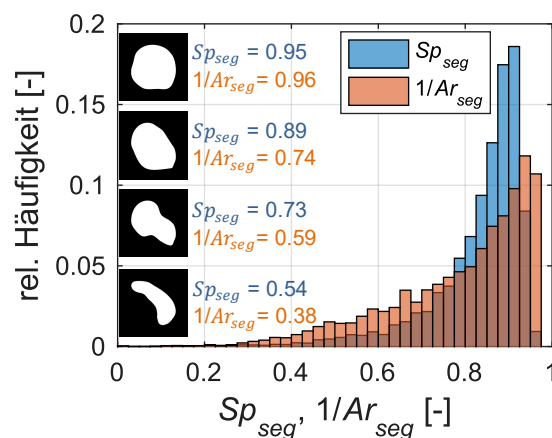 rel. Häufigkeit [-]
0.2
0.15
0.1
0.05
0
Sp_seg = 0.95
1/Ar_seg = 0.96
Sp_seg = 0.89
1/Ar_seg = 0.74
Sp_seg = 0.73
1/Ar_seg = 0.59
Sp_seg = 0.54
1/Ar_seg = 0.38
Sp_seg
1/Ar_seg
0 0.2 0.4 0.6 0.8 1
Sp_seg, 1/Ar_seg [-]